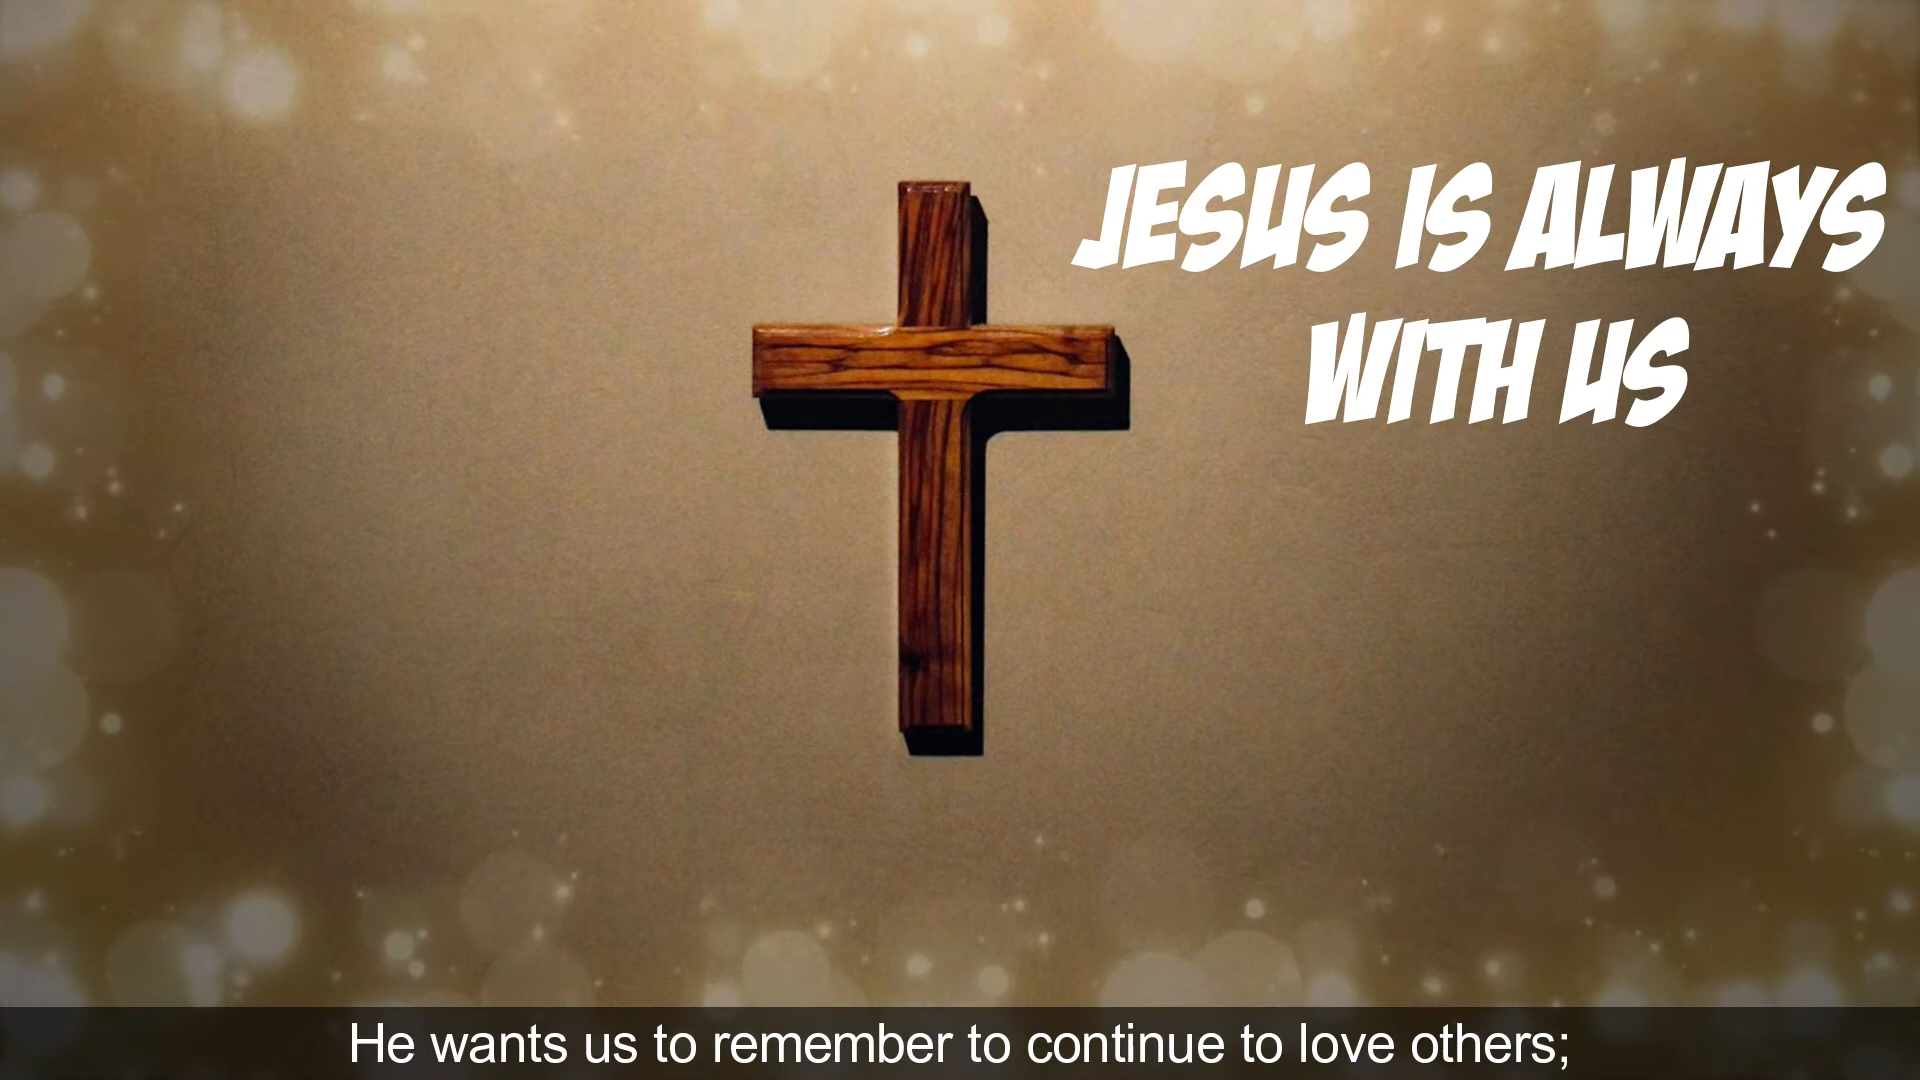 JESUS IS ALWAYS
WITH US
He wants us to remember to continue to love others;